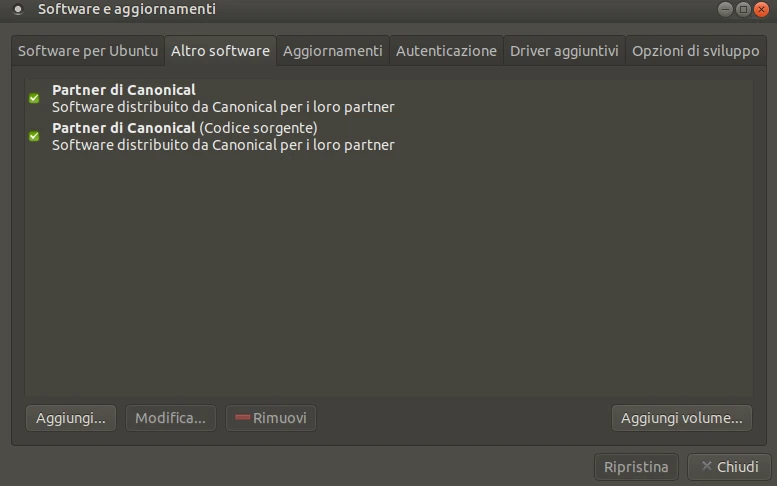 Software e aggiornamenti
Software per Ubuntu Altro software Aggiornamenti Autenticazione Driver aggiuntivi Opzioni di sviluppo
Partner di Canonical
Software distribuito da Canonical per i loro partner
Partner di Canonical (Codice sorgente)
Software distribuito da Canonical per i loro partner
Aggiungi... Modifica... Rimuovi Aggiungi volume...
Ripristina Chiudi